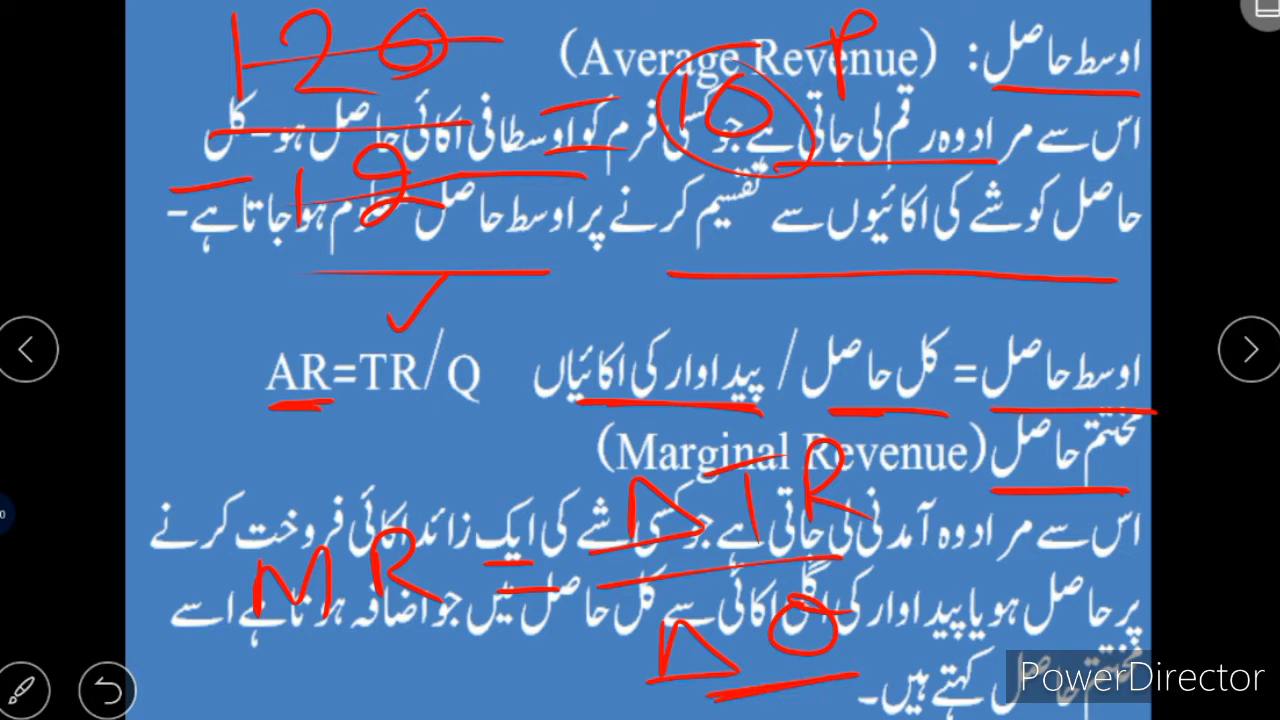 اوسط حاصل : (Average Revenue)
اس سے مراد وہ رقم لی جاتی ہے جو کسی فرم کو اوسطا فی اکائی حاصل ہو۔ کل
حاصل کو شے کی اکائیوں سے تقسیم کرنے پر اوسط حاصل معلوم ہو جاتا ہے۔
120
12
= 10 P
اوسط حاصل = کل حاصل / پیداوار کی اکائیاں AR=TR/Q
مختتم حاصل (Marginal Revenue)
اس سے مراد وہ آمدنی لی جاتی ہے جو کسی شے کی ایک زائد اکائی فروخت کرنے
پر حاصل ہو یا پیداوار کی اگلی اکائی سے کل حاصل میں جو اضافہ ہوتا ہے اسے
مختتم حاصل کہتے ہیں۔
MR = ΔTR
ΔQ
PowerDirector